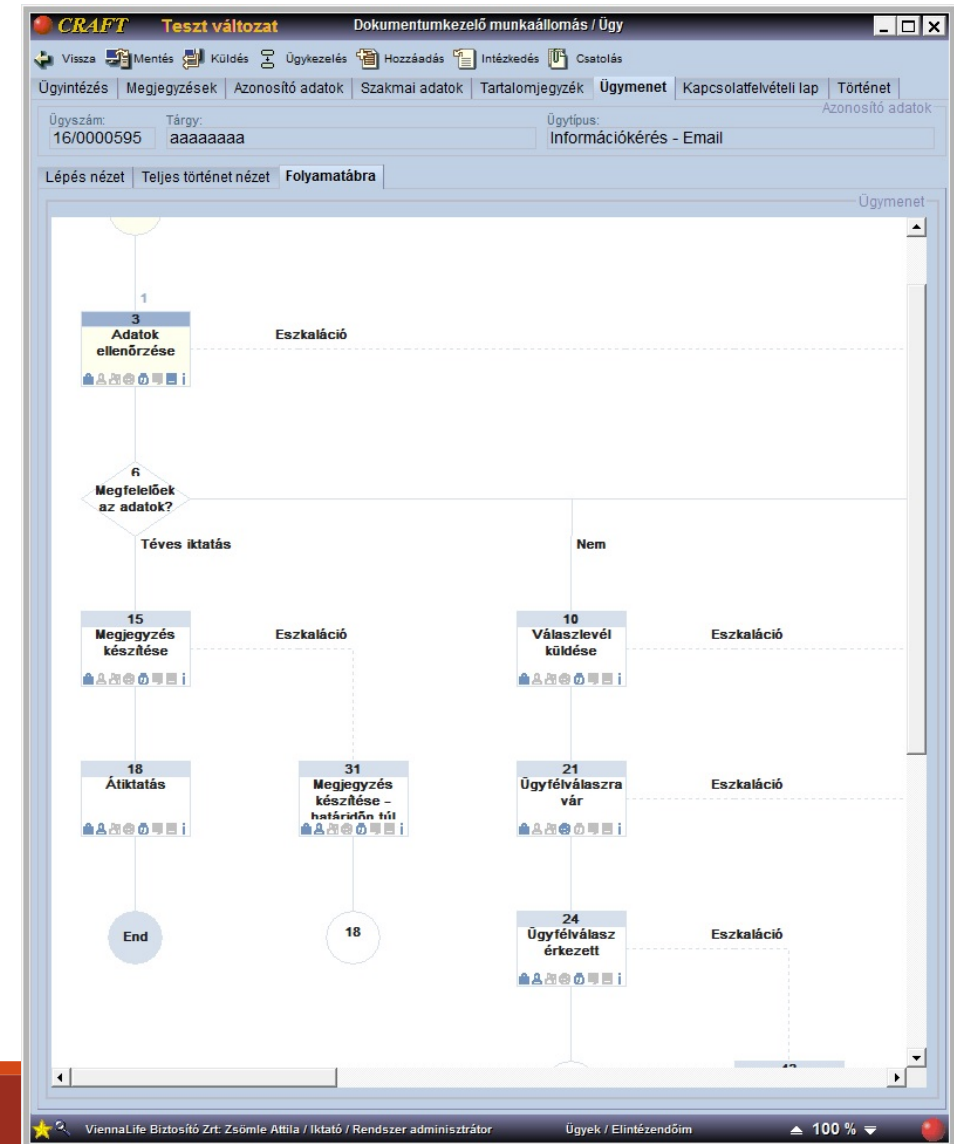 CRAFT Teszt változat Dokumentumkezelő munkaállomás / Ügy
Vissza Mentés Küldés Ügykezelés Hozzáadás Intézkedés Csatolás
Ügyintézés Megjegyzések Azonosító adatok Szakmai adatok Tartalomjegyzék Ügymenet Kapcsolatfelvételi lap Történet
Azonosító adatok
Ügyszám: Tárgy: Ügytípus:
16/0000595 aaaaaaaa Információkérés - Email
Lépés nézet Teljes történet nézet Folyamatábra
Ügymenet
1
3
Adatok
ellenőrzése
Eszkaláció
6
Megfelelőek
az adatok?
Téves iktatás
Nem
15
Megjegyzés
készítése
Eszkaláció
10
Válaszlevél
küldése
Eszkaláció
18
Átiktatás
31
Megjegyzés
készítése –
határidőn túl
21
Ügyfélválaszra
vár
Eszkaláció
End
18
24
Ügyfélválasz
érkezett
Eszkaláció
ViennaLife Biztosító Zrt: Zsömle Attila / Iktató / Rendszer adminisztrátor Ügyek / Elintézendőim 100 %